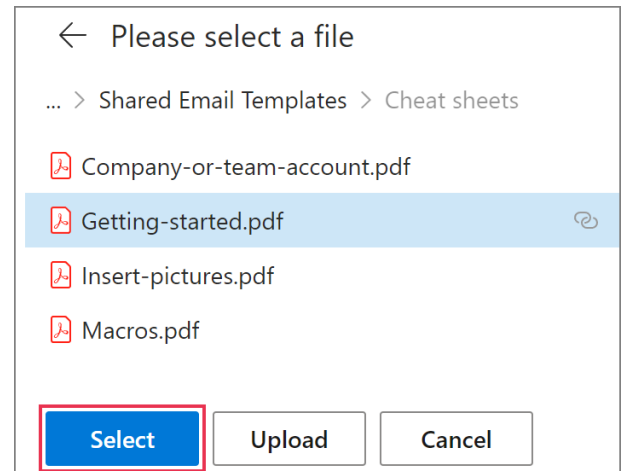 Please select a file
... > Shared Email Templates > Cheat sheets
Company-or-team-account.pdf
Getting-started.pdf
Insert-pictures.pdf
Macros.pdf
Select Upload Cancel